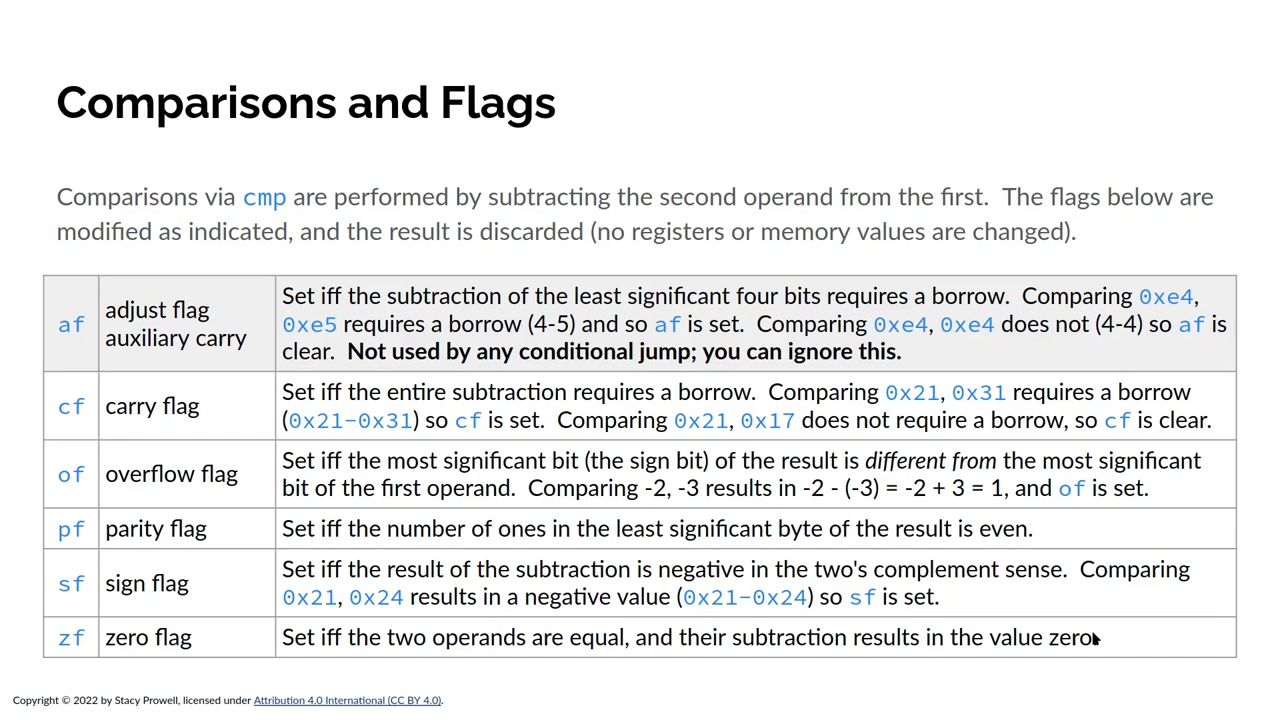 Comparisons and Flags
Comparisons via cmp are performed by subtracting the second operand from the first.  The flags below are
modified as indicated, and the result is discarded (no registers or memory values are changed).
af
adjust flag
auxiliary carry
Set iff the subtraction of the least significant four bits requires a borrow.  Comparing 0xe4,
0xe5 requires a borrow (4-5) and so af is set.  Comparing 0xe4, 0xe4 does not (4-4) so af is
clear.  Not used by any conditional jump; you can ignore this.
cf
carry flag
Set iff the entire subtraction requires a borrow.  Comparing 0x21, 0x31 requires a borrow
(0x21-0x31) so cf is set.  Comparing 0x21, 0x17 does not require a borrow, so cf is clear.
of
overflow flag
Set iff the most significant bit (the sign bit) of the result is different from the most significant
bit of the first operand.  Comparing -2, -3 results in -2 - (-3) = -2 + 3 = 1, and of is set.
pf
parity flag
Set iff the number of ones in the least significant byte of the result is even.
sf
sign flag
Set iff the result of the subtraction is negative in the two's complement sense.  Comparing
0x21, 0x24 results in a negative value (0x21-0x24) so sf is set.
zf
zero flag
Set iff the two operands are equal, and their subtraction results in the value zero.
Copyright © 2022 by Stacy Prowell, licensed under Attribution 4.0 International (CC BY 4.0).